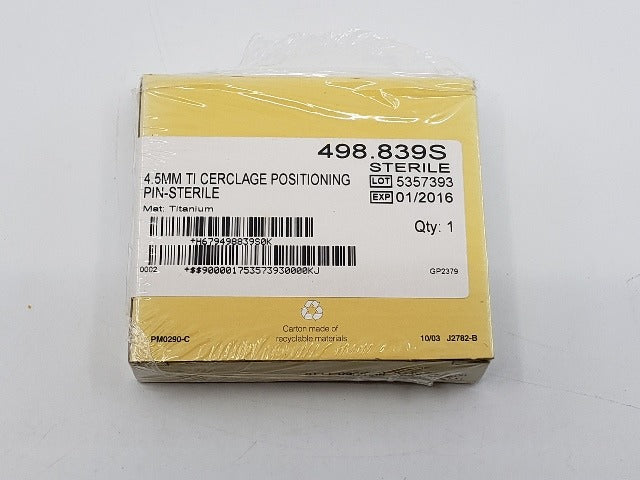 498.839S
STERILE
4.5MM TI CERCLAGE POSITIONING
PIN-STERILE
LOT 5357393
EXP 01/2016
Mat: Titanium
Qty: 1
+H679498839S0K
0002 +$$900001753573930000KJ GP2379
Carton made of
recyclable materials
PM0290-C
10/03 J2782-B